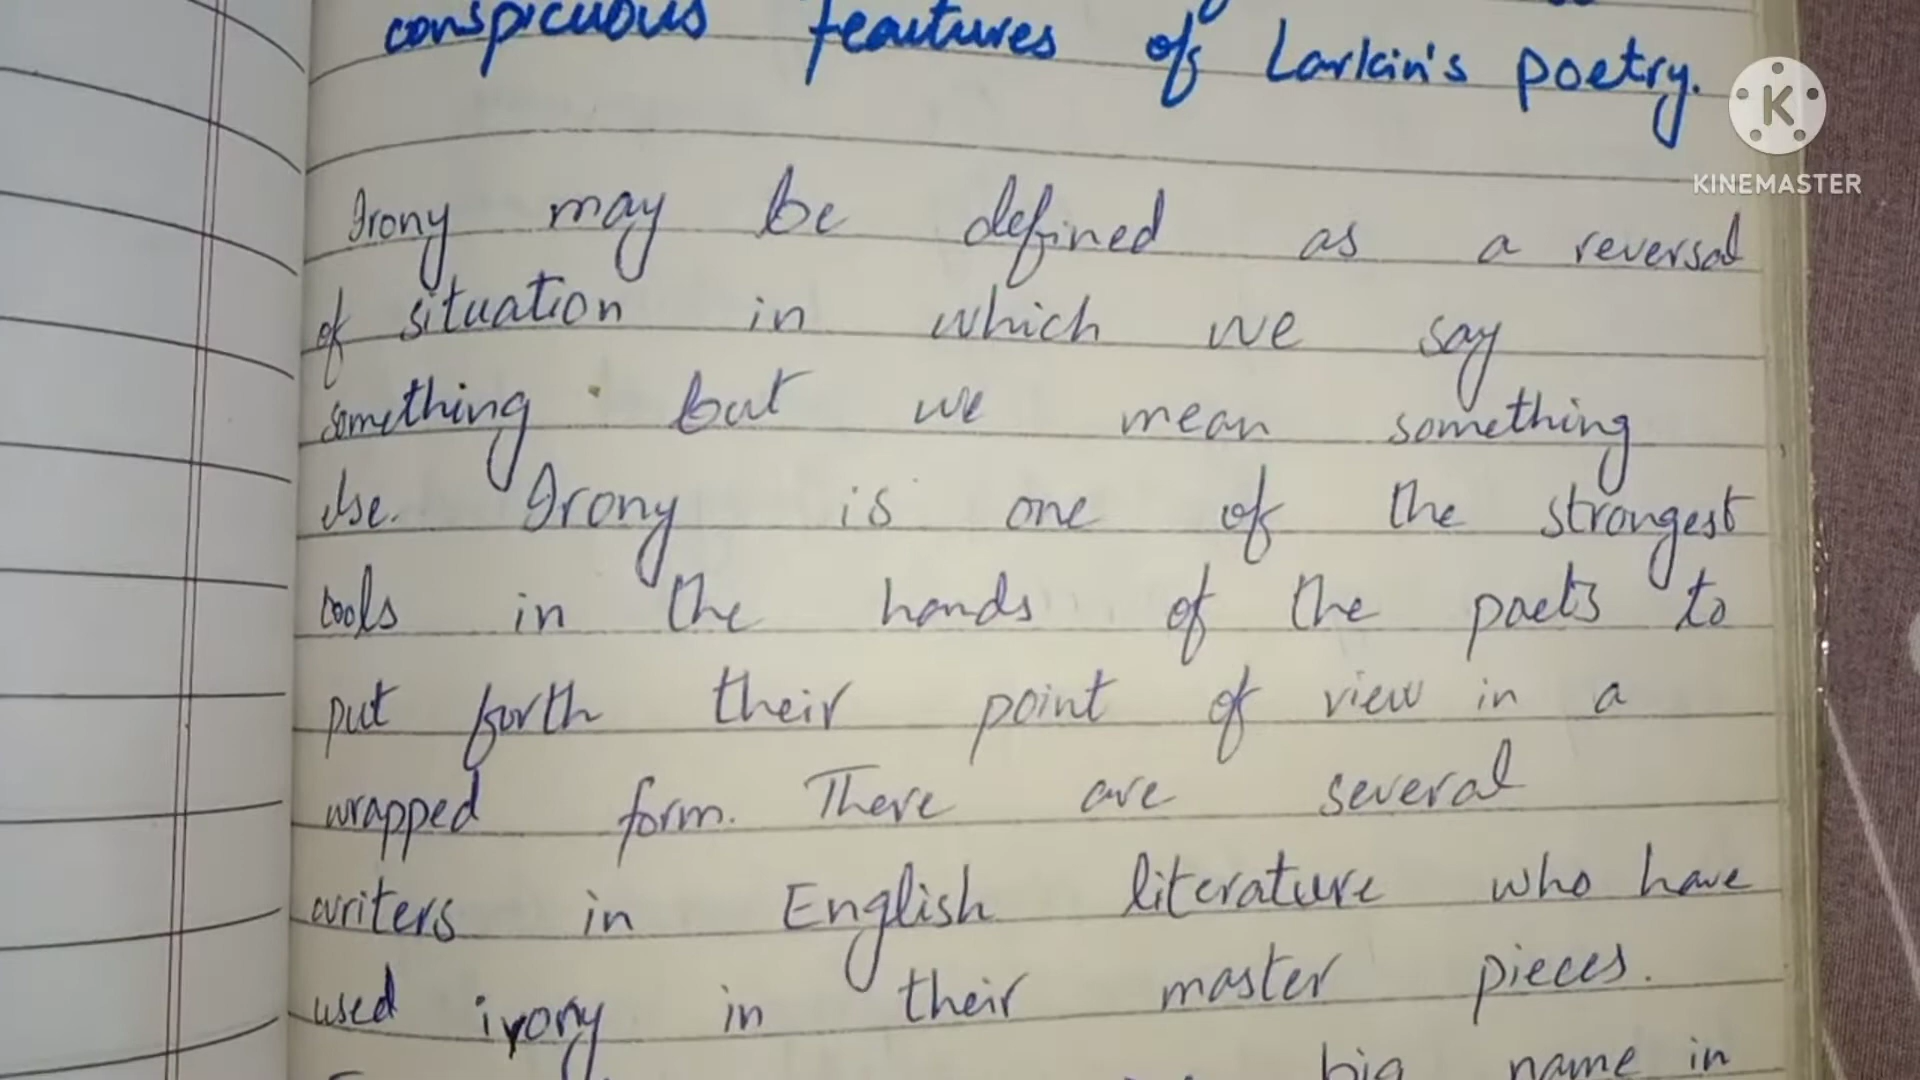 conspicuous features of Larkin's poetry.
K
KINEMASTER
Irony may be defined as a reversal
of situation in which we say
something but we mean something
else. Irony is one of the strongest
tools in the hands of the poets to
put forth their point of view in a
wrapped form. There are several
writers in English literature who have
used irony in their master pieces.
big name in